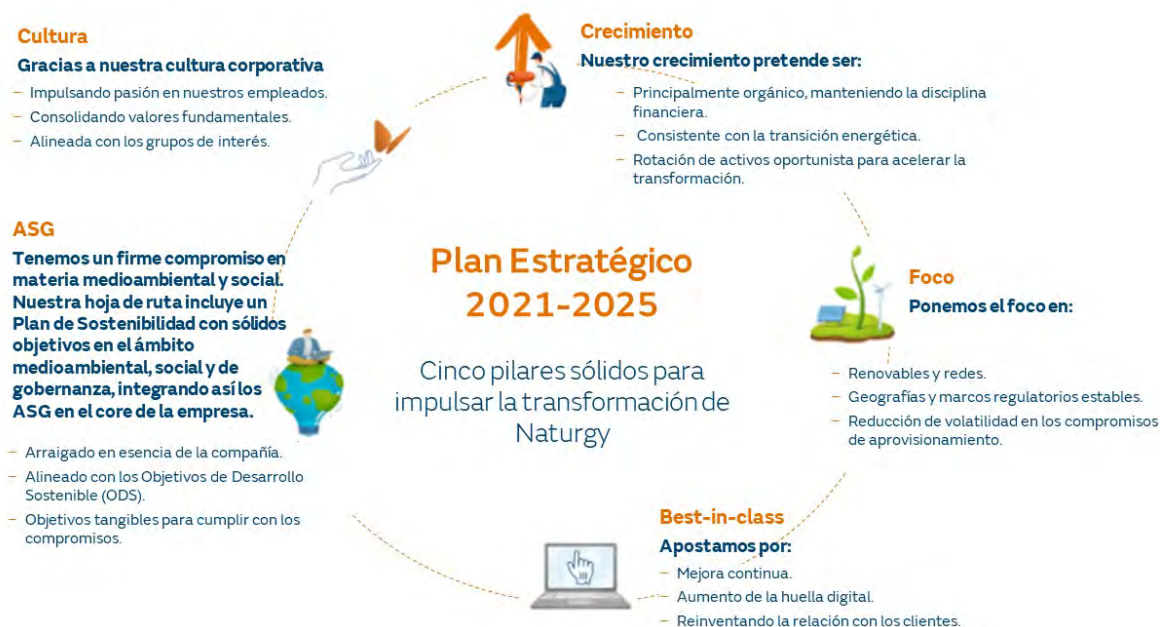 Cultura
Gracias a nuestra cultura corporativa
– Impulsando pasión en nuestros empleados.
– Consolidando valores fundamentales.
– Alineada con los grupos de interés.
Crecimiento
Nuestro crecimiento pretende ser:
– Principalmente orgánico, manteniendo la disciplina
financiera.
– Consistente con la transición energética.
– Rotación de activos oportunista para acelerar la
transformación.
ASG
Tenemos un firme compromiso en
materia medioambiental y social.
Nuestra hoja de ruta incluye un
Plan de Sostenibilidad con sólidos
objetivos en el ámbito
medioambiental, social y de
gobernanza, integrando así los
ASG en el core de la empresa.
– Arraigado en esencia de la compañía.
– Alineado con los Objetivos de Desarrollo
Sostenible (ODS).
– Objetivos tangibles para cumplir con los
compromisos.
Plan Estratégico
2021-2025
Cinco pilares sólidos para
impulsar la transformación de
Naturgy
Foco
Ponemos el foco en:
– Renovables y redes.
– Geografías y marcos regulatorios estables.
– Reducción de volatilidad en los compromisos
de aprovisionamiento.
Best-in-class
Apostamos por:
– Mejora continua.
– Aumento de la huella digital.
– Reinventando la relación con los clientes.